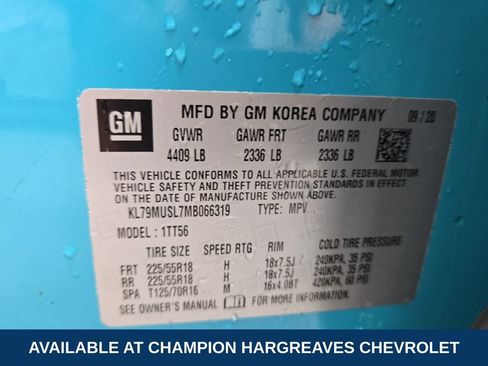 GM
MFD BY GM KOREA COMPANY 09/20
GVWR GAWR FRT GAWR RR
4409 LB 2336 LB 2336 LB
THIS VEHICLE CONFORMS TO ALL APPLICABLE U.S. FEDERAL MOTOR
VEHICLE SAFETY AND THEFT PREVENTION STANDARDS IN EFFECT ON
THE DATE OF MANUFACTURE SHOWN ABOVE.
KL79MUSL7MB066319 TYPE: MPV
MODEL : 1TT56
TIRE SIZE SPEED RTG RIM COLD TIRE PRESSURE
FRT 225/55R18 H 18x7.5J 240KPA, 35 PSI
RR 225/55R18 H 18x7.5J 240KPA, 35 PSI
SPA T125/70R16 M 16x4.0BT 420KPA, 60 PSI
SEE OWNER'S MANUAL FOR MORE INFORMATION.
AVAILABLE AT CHAMPION HARGREAVES CHEVROLET